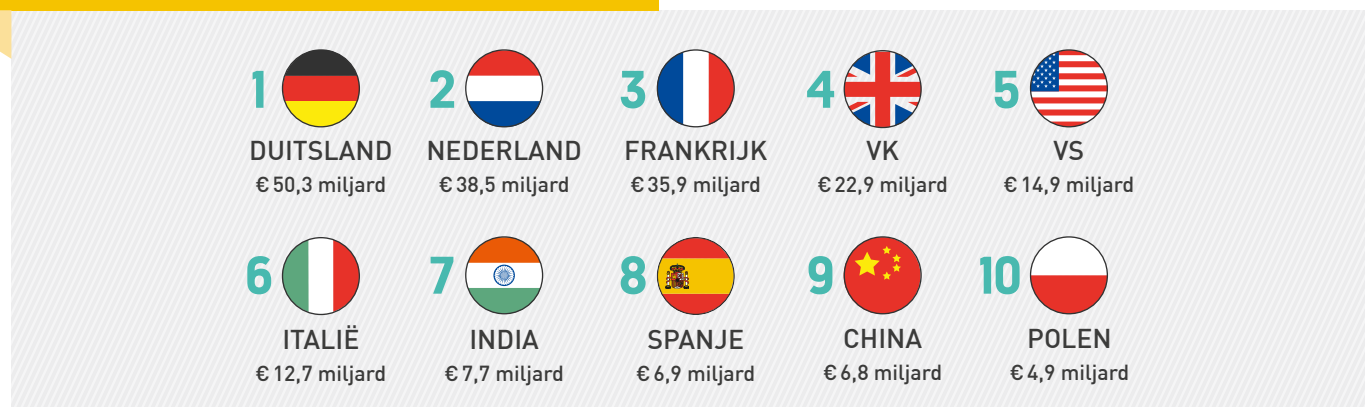 1 2 3 4 5
DUITSLAND NEDERLAND FRANKRIJK VK VS
€ 50,3 miljard € 38,5 miljard € 35,9 miljard € 22,9 miljard € 14,9 miljard
6 7 8 9 10
ITALIË INDIA SPANJE CHINA POLEN
€ 12,7 miljard € 7,7 miljard € 6,9 miljard € 6,8 miljard € 4,9 miljard